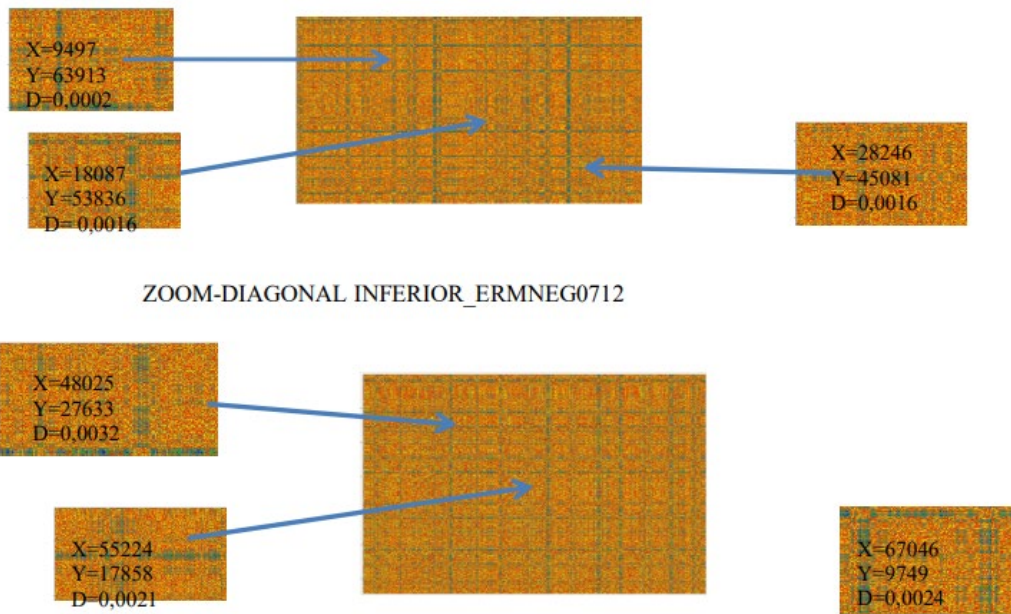 X=9497
Y=63913
D=0,0002
X=18087
Y=53836
D= 0,0016
X=28246
Y=45081
D=0,0016
ZOOM-DIAGONAL INFERIOR_ERMNEG0712
X=48025
Y=27633
D=0,0032
X=55224
Y=17858
D=0,0021
X=67046
Y=9749
D=0,0024